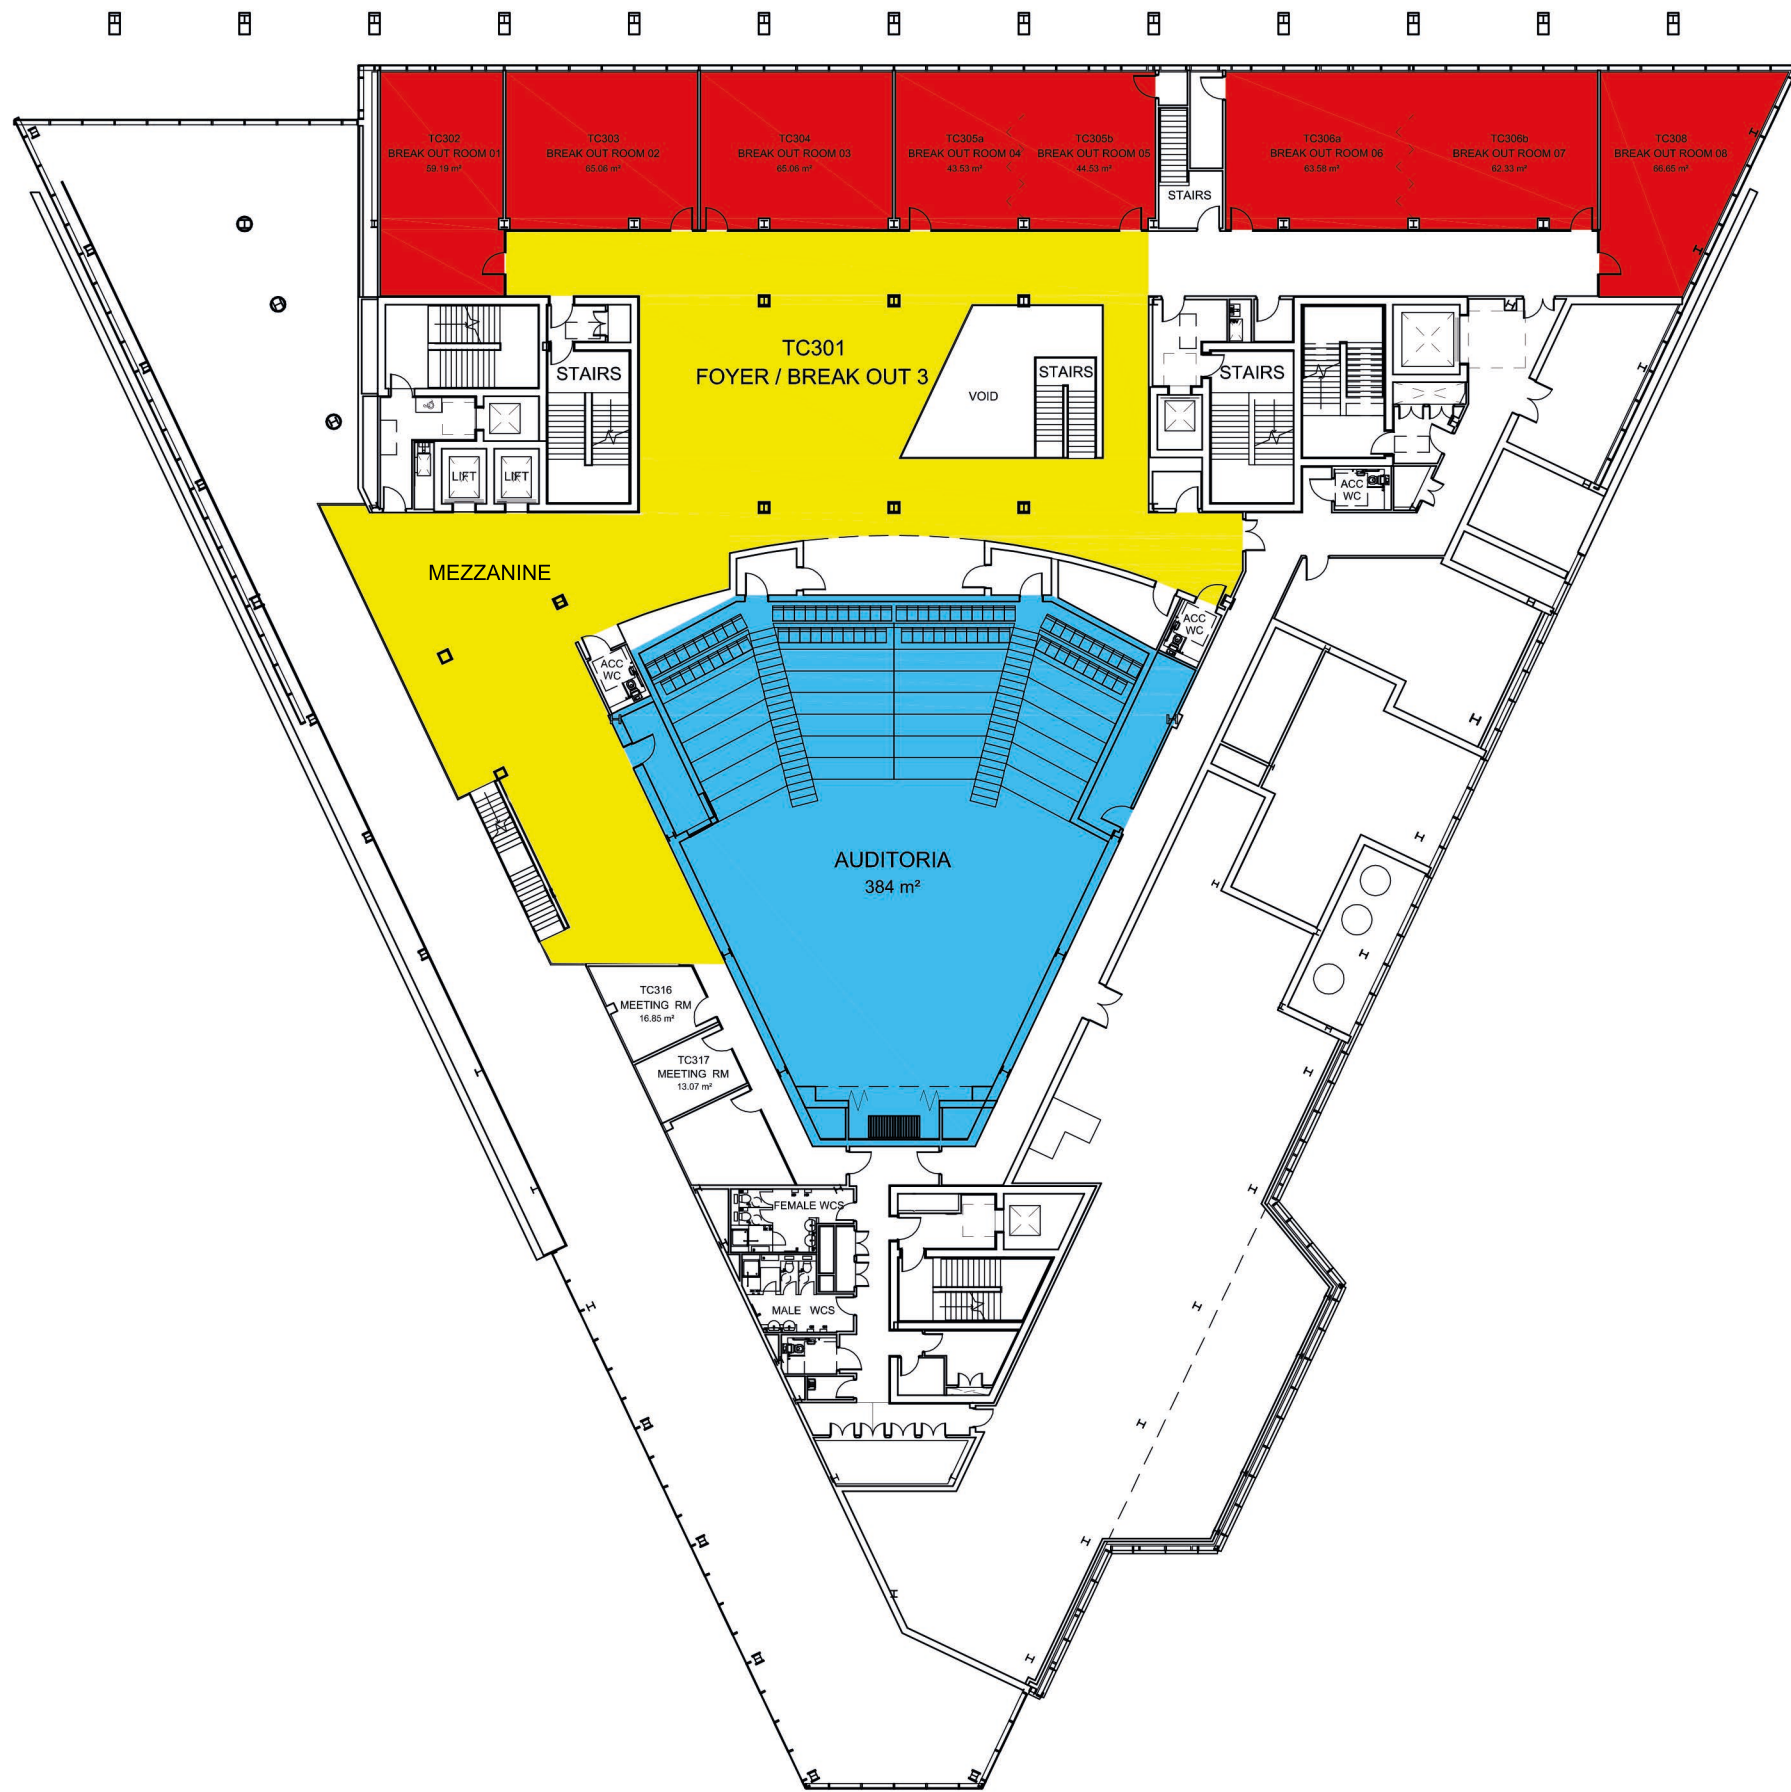 TC302
BREAK OUT ROOM 01
59.19 m²
TC303
BREAK OUT ROOM 02
65.06 m²
TC304
BREAK OUT ROOM 03
65.06 m²
TC305a
BREAK OUT ROOM 04
43.53 m²
TC305b
BREAK OUT ROOM 05
44.53 m²
TC306a
BREAK OUT ROOM 06
63.58 m²
TC306b
BREAK OUT ROOM 07
62.33 m²
TC308
BREAK OUT ROOM 08
66.65 m²
STAIRS
TC301
FOYER / BREAK OUT 3
STAIRS
VOID
STAIRS
STAIRS
LIFT
LIFT
ACC
WC
MEZZANINE
ACC
WC
ACC
WC
AUDITORIA
384 m²
TC316
MEETING RM
16.85 m²
TC317
MEETING RM
13.07 m²
FEMALE WCS
MALE WCS